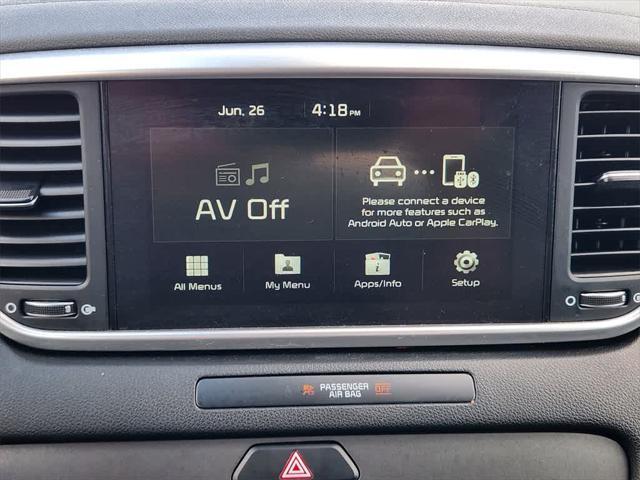 Jun. 26 4:18 PM
AV Off
Please connect a device
for more features such as
Android Auto or Apple CarPlay.
All Menus My Menu Apps/Info Setup
PASSENGER
AIR BAG OFF